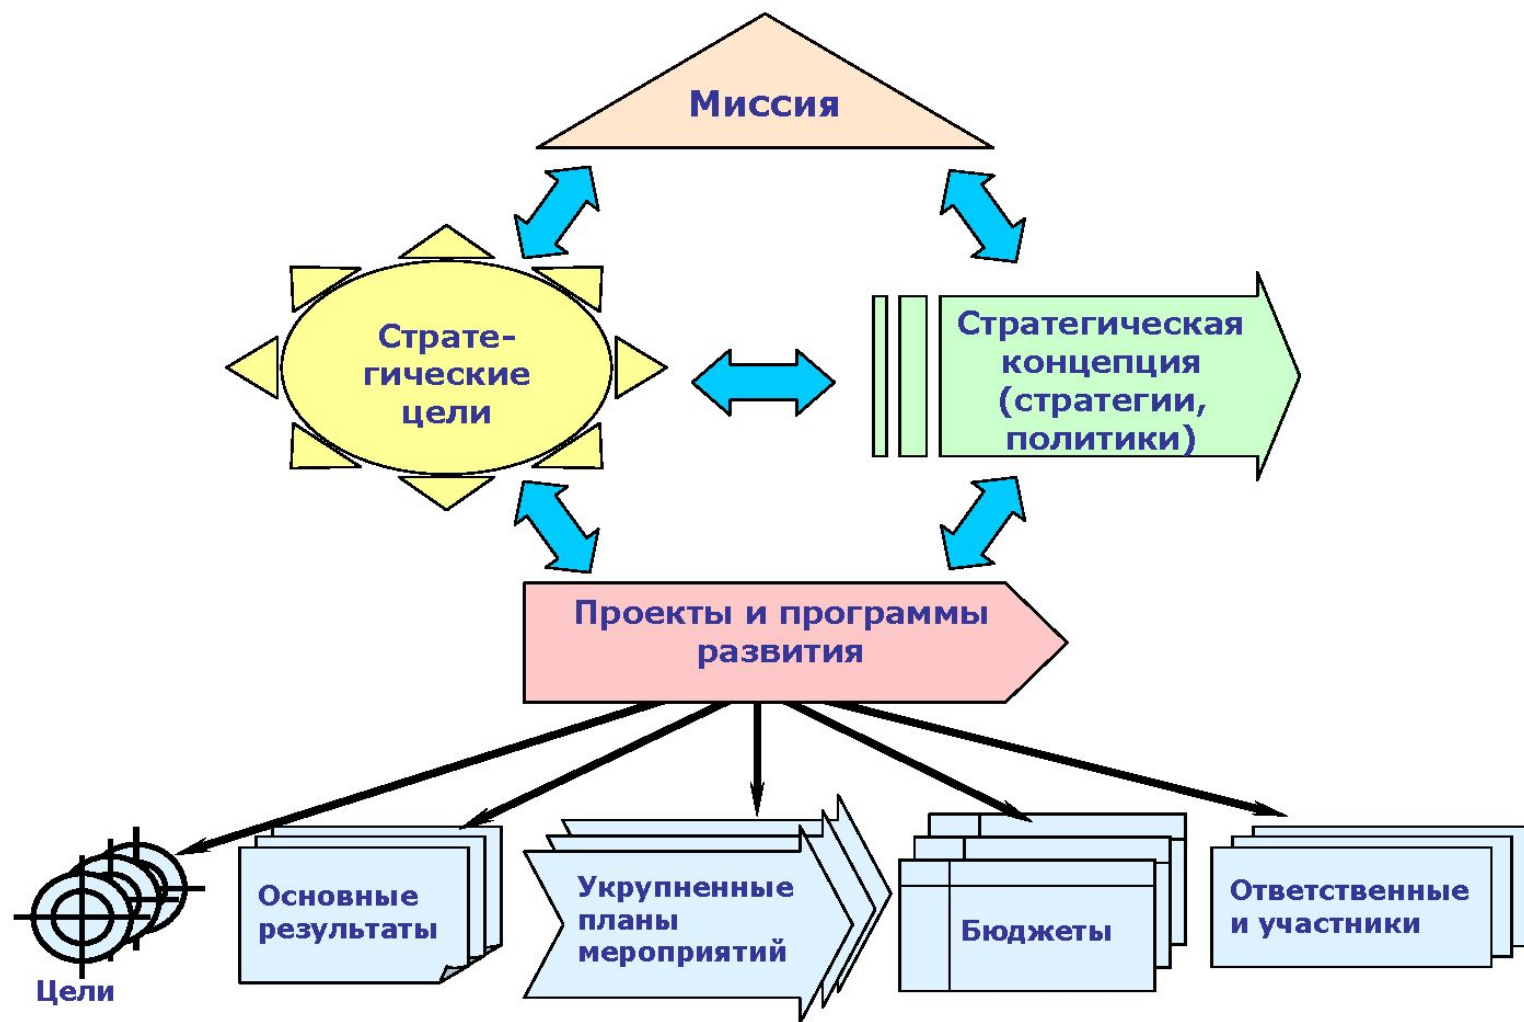 Миссия
Страте-
гические
цели
Стратегическая
концепция
(стратегии,
политики)
Проекты и программы
развития
Цели
Основные
результаты
Укрупненные
планы
мероприятий
Бюджеты
Ответственные
и участники